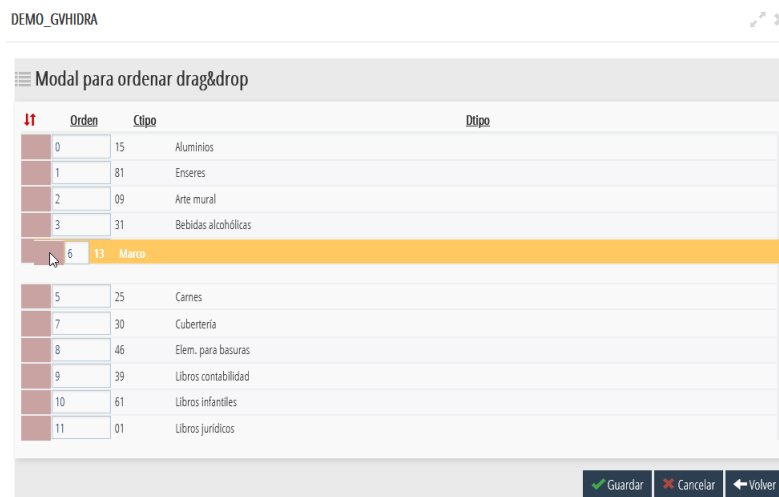 DEMO_GVHIDRA
Modal para ordenar drag&drop
Orden Ctipo Dtipo
0 15 Aluminios
1 81 Enseres
2 09 Arte mural
3 31 Bebidas alcohólicas
6 13 Marco
5 25 Carnes
7 30 Cubertería
8 46 Elem. para basuras
9 39 Libros contabilidad
10 61 Libros infantiles
11 01 Libros jurídicos
Guardar Cancelar Volver